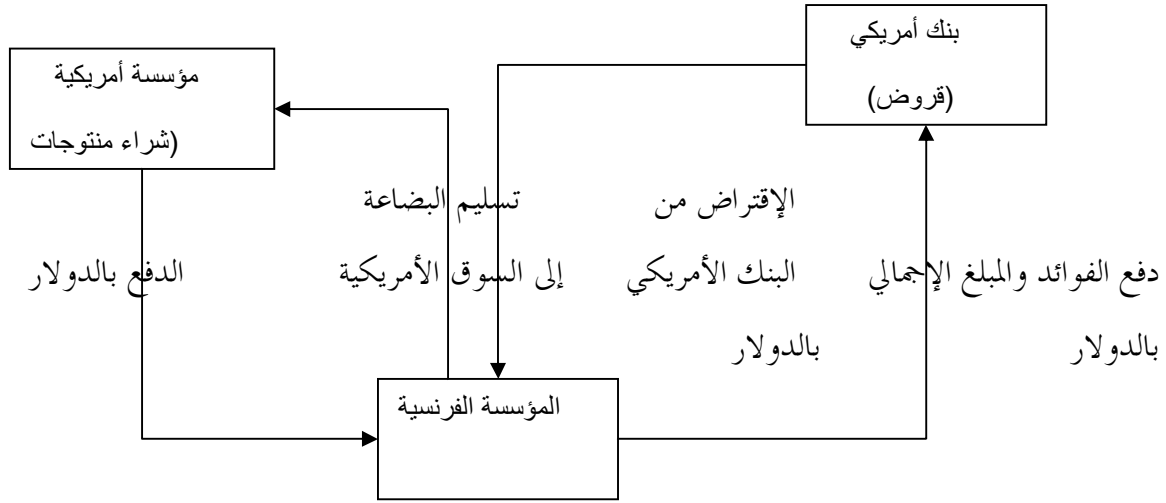 بنك أمريكي
(قروض)
مؤسسة أمريكية
(شراء منتوجات
الإقتراض من
البنك الأمريكي
بالدولار
تسليم البضاعة
إلى السوق الأمريكية
الدفع بالدولار
دفع الفوائد والمبلغ الإجمالي
بالدولار
المؤسسة الفرنسية